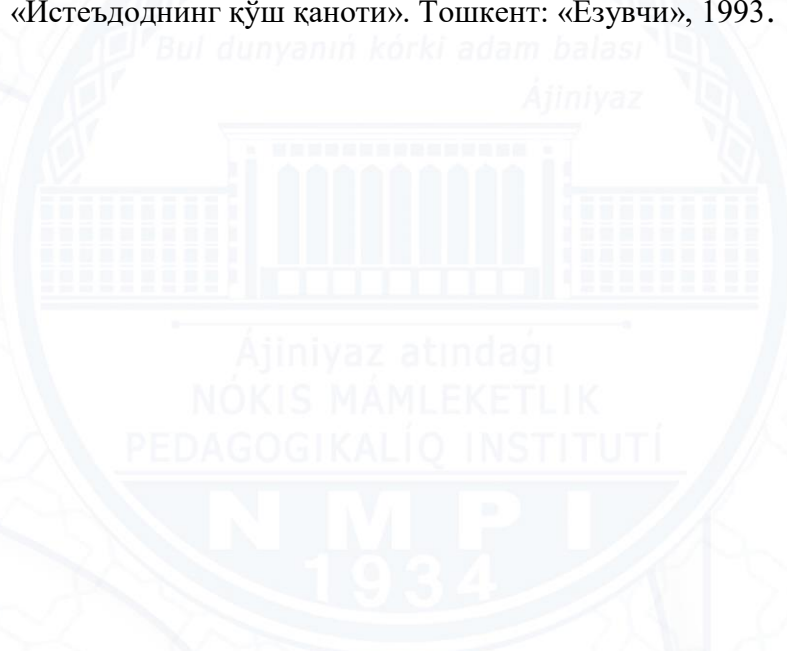 «Истеъдоднинг қўш қаноти». Тошкент: «Езувчи», 1993.
Bul dunyanıń kórki adam balası
Ájiniyaz
Ájiniyaz atındaǵı
NÓKIS MÁMLEKETLIK
PEDAGOGIKALÍQ INSTITUTÍ
NMPI
1934